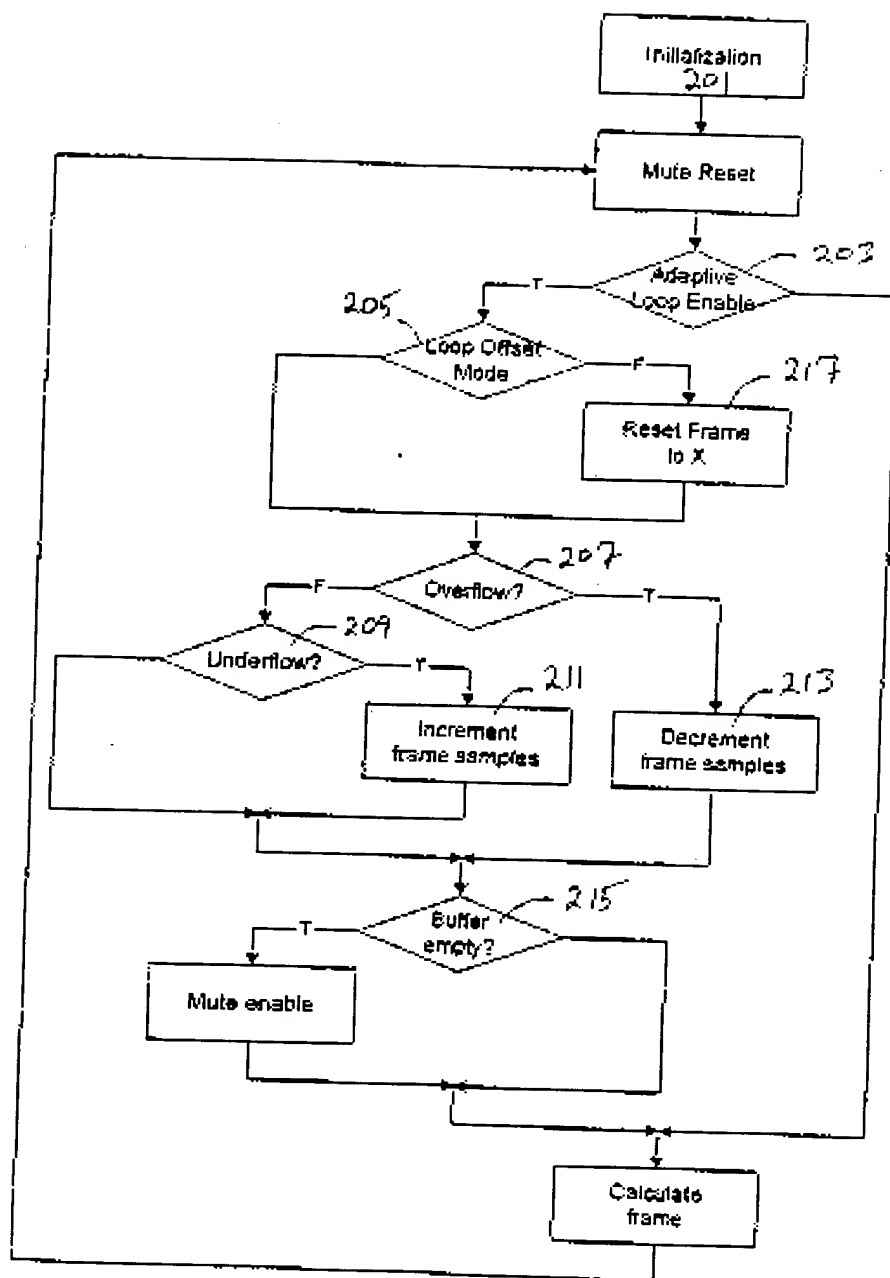 Initialization
201
Mute Reset
203
Adaptive
Loop Enable
T
205
Loop Offset
Mode
F
217
Reset Frame
to X
207
Overflow?
F
T
209
Underflow?
T
211
Increment
frame samples
213
Decrement
frame samples
215
Buffer
empty?
T
Mute enable
Calculate
frame